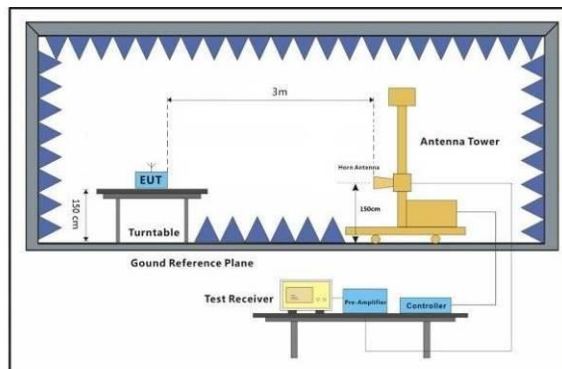 3m
Antenna Tower
Horn Antenna
EUT
150 cm
150cm
Turntable
Gound Reference Plane
Test Receiver
Pre-Amplifier
Controller